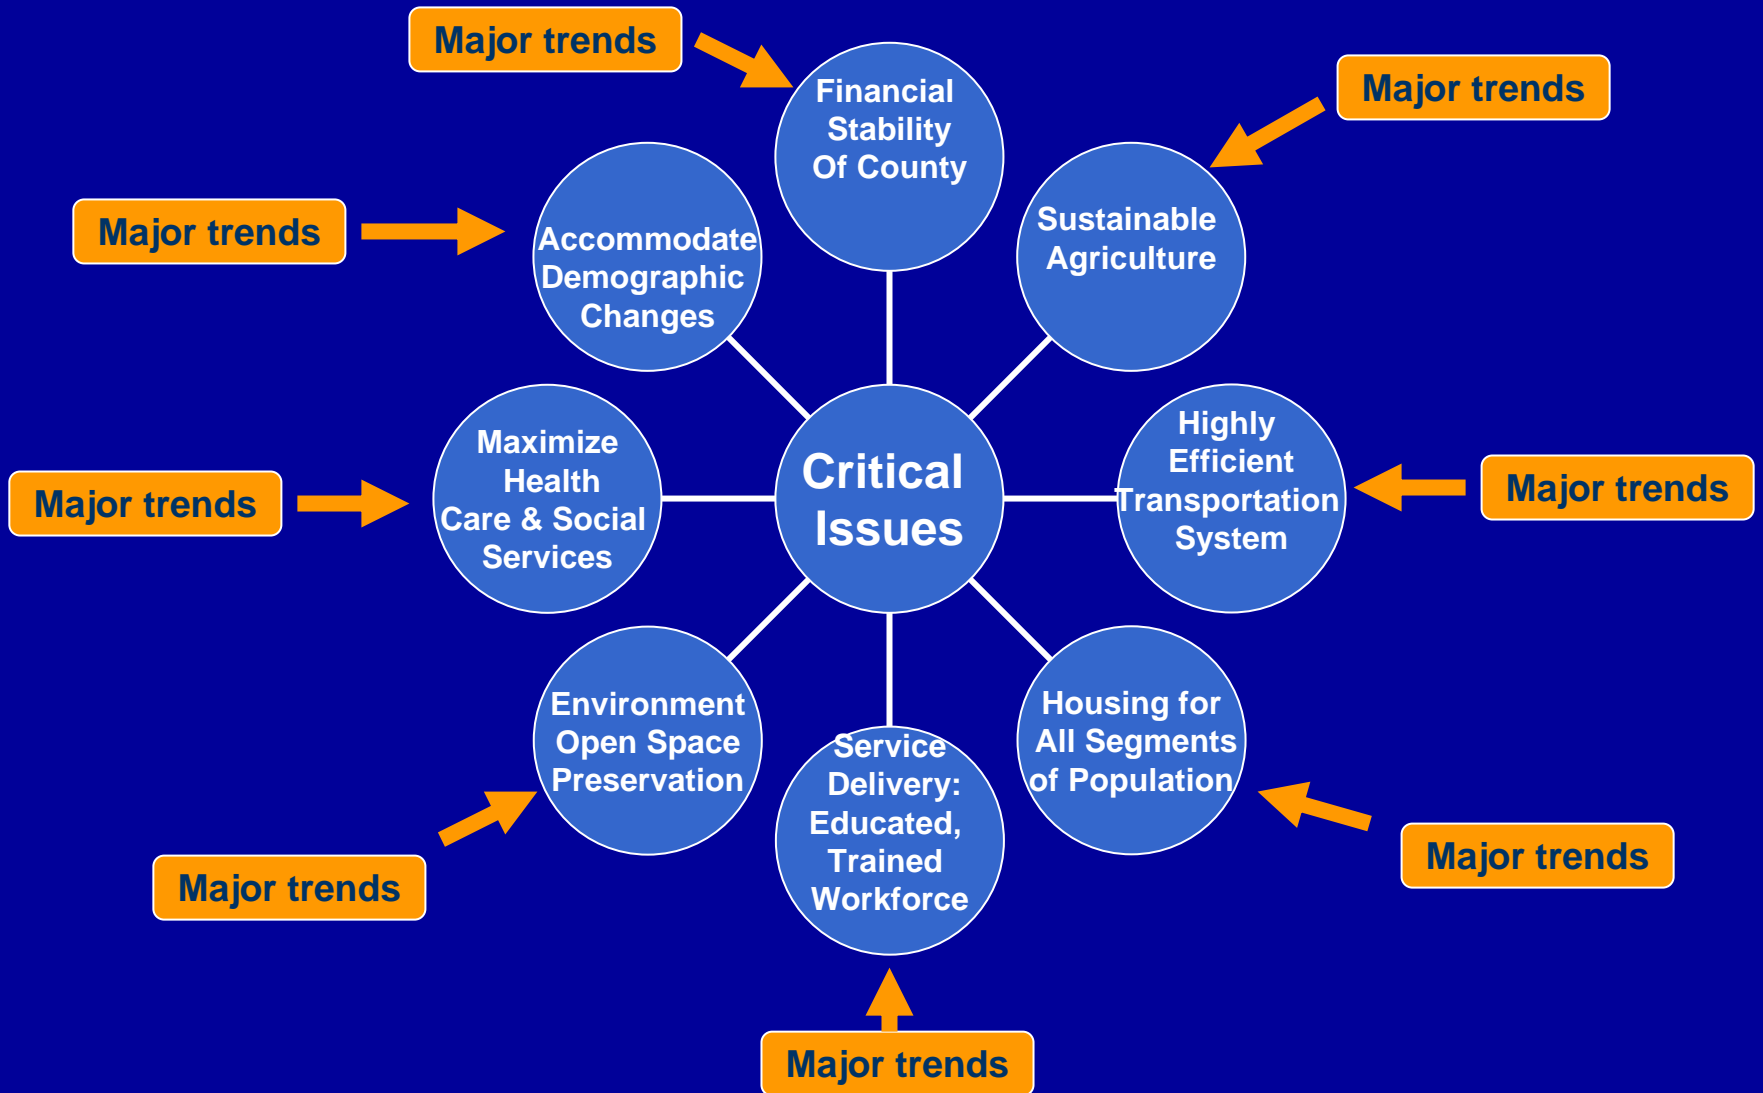 Major trends
Financial
Stability
Of County
Major trends
Sustainable
Agriculture
Major trends
Accommodate
Demographic
Changes
Major trends
Maximize
Health
Care & Social
Services
Critical
Issues
Highly
Efficient
Transportation
System
Major trends
Major trends
Environment
Open Space
Preservation
Service
Delivery:
Educated,
Trained
Workforce
Housing for
All Segments
of Population
Major trends
Major trends
Major trends